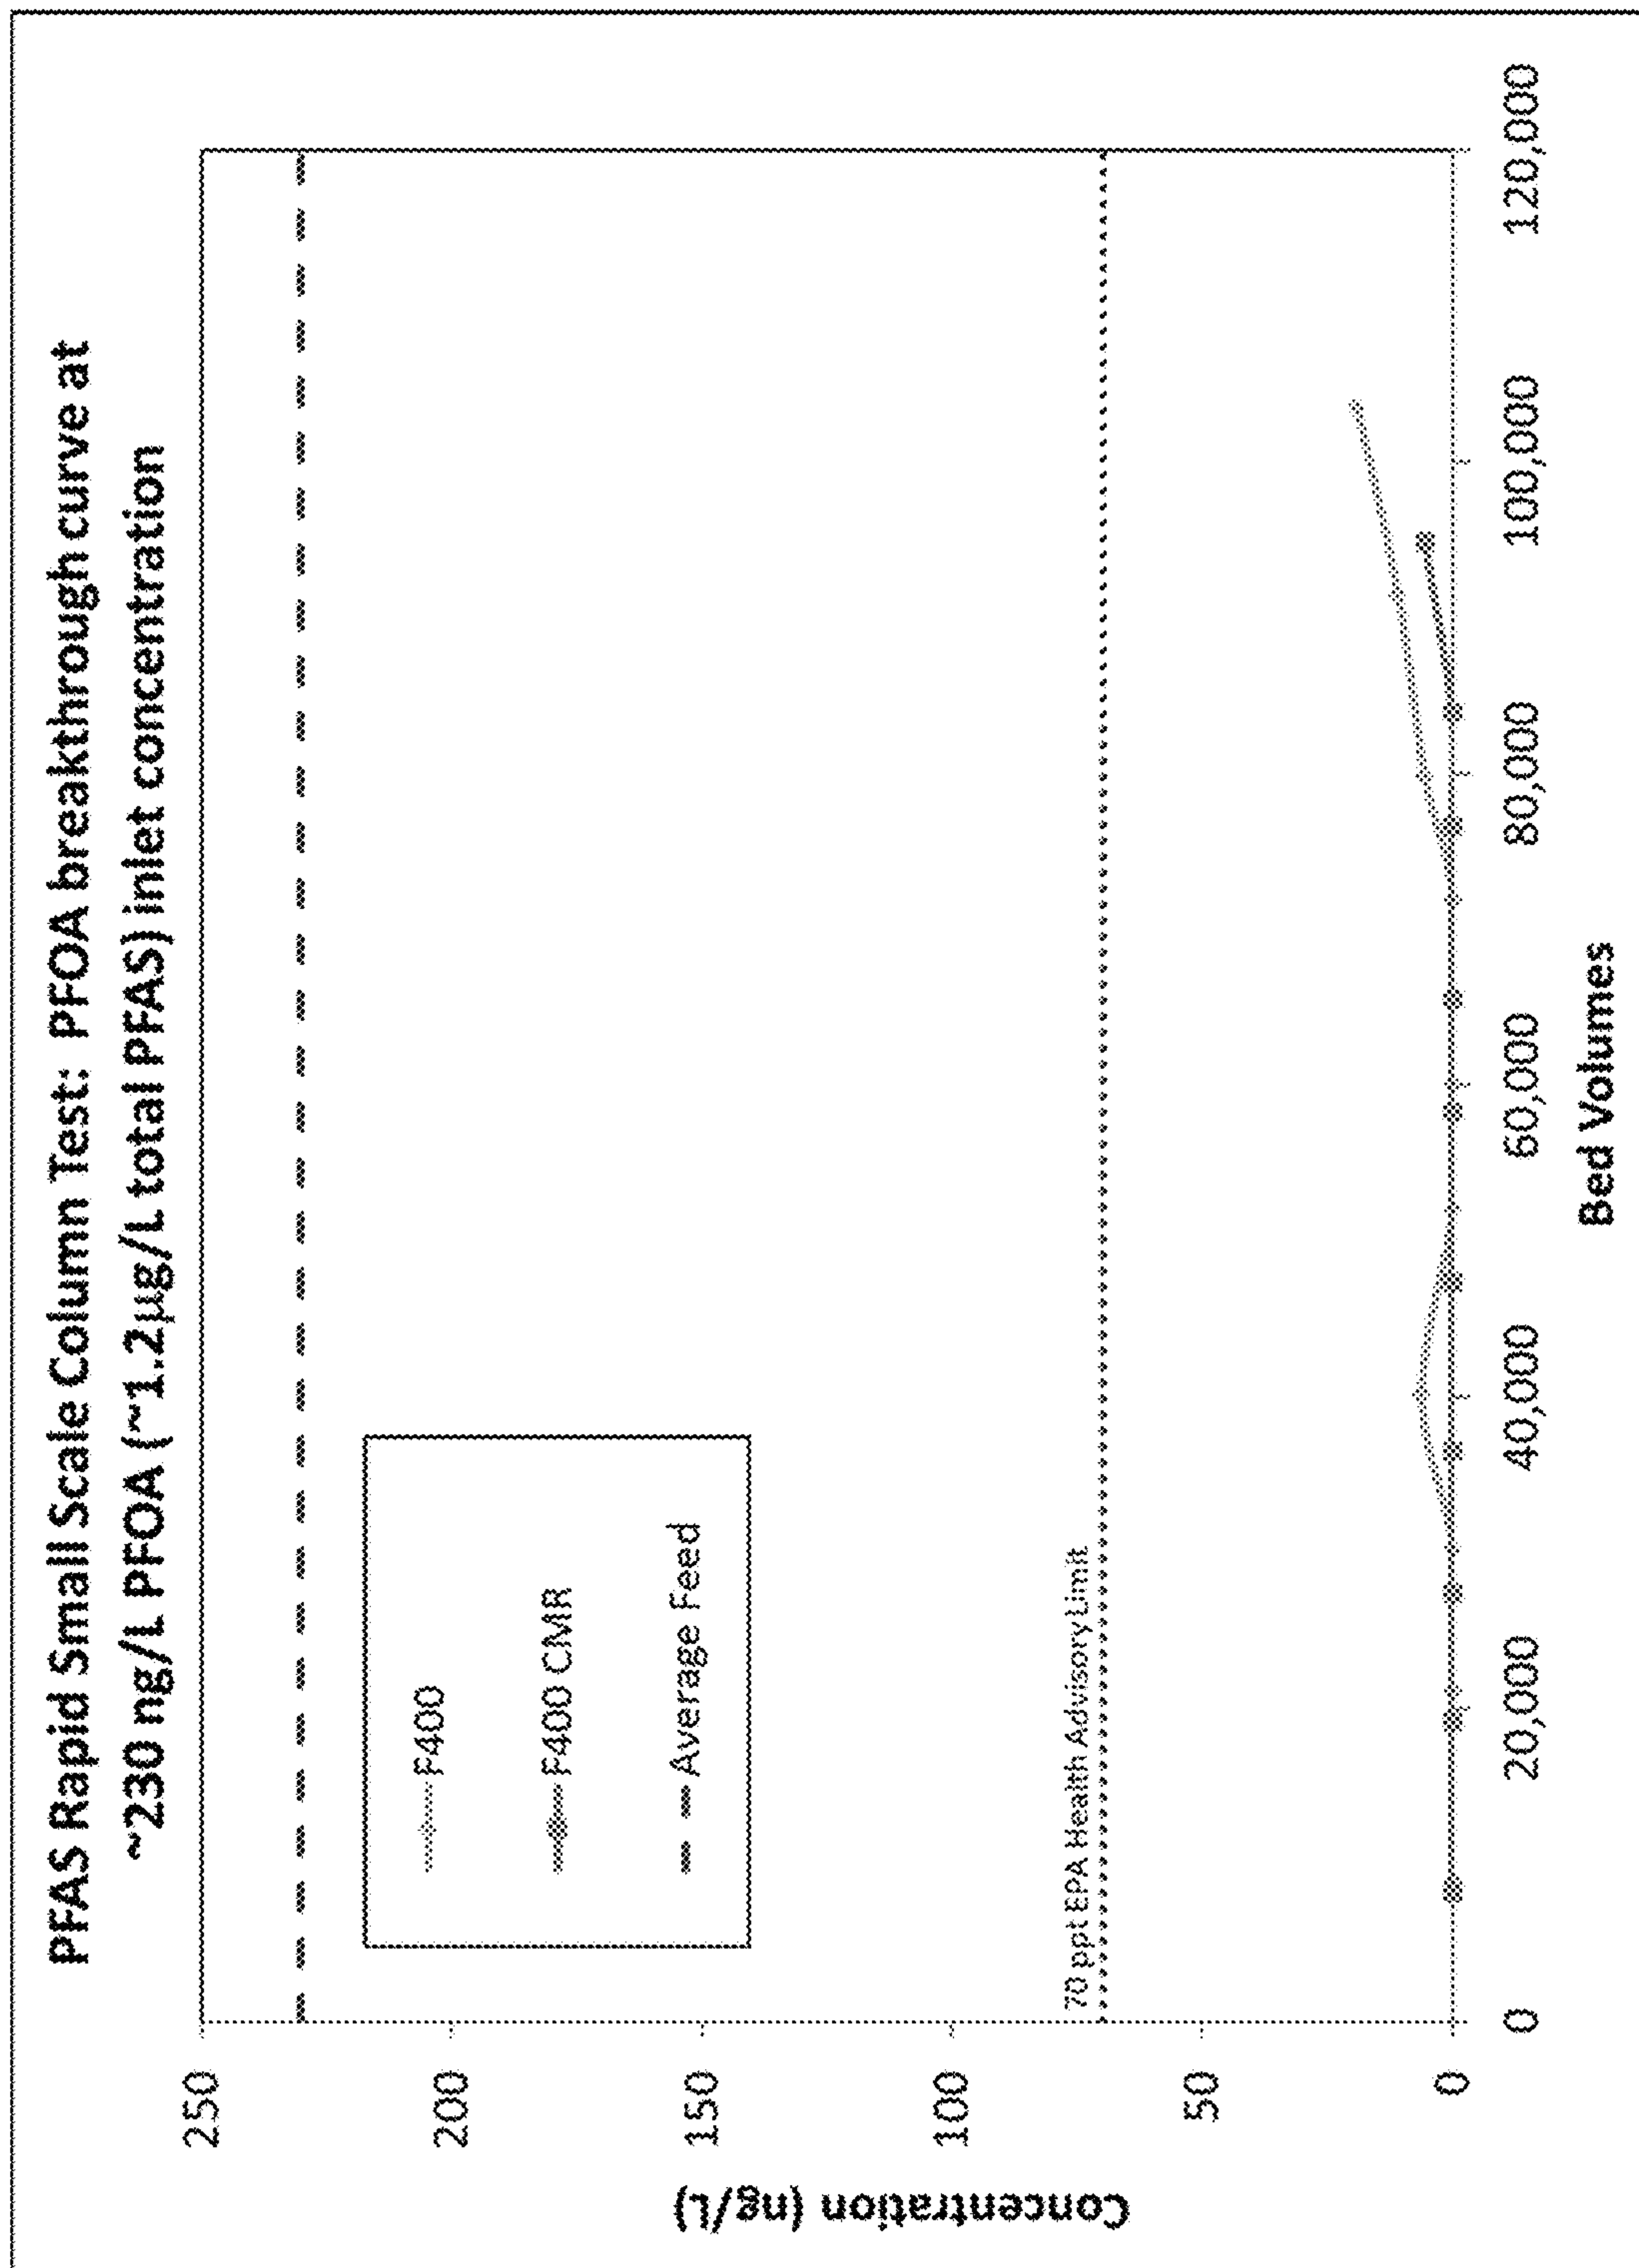 PFAS Rapid Small Scale Column Test: PFOA breakthrough curve at
~230 ng/L PFOA (~1.2µg/L total PFAS) inlet concentration
Concentration (ng/L)
250
200
150
100
50
0
F400
F400 CMR
Average Feed
70 ppt EPA Health Advisory Limit
0
20,000
40,000
60,000
80,000
100,000
120,000
Bed Volumes